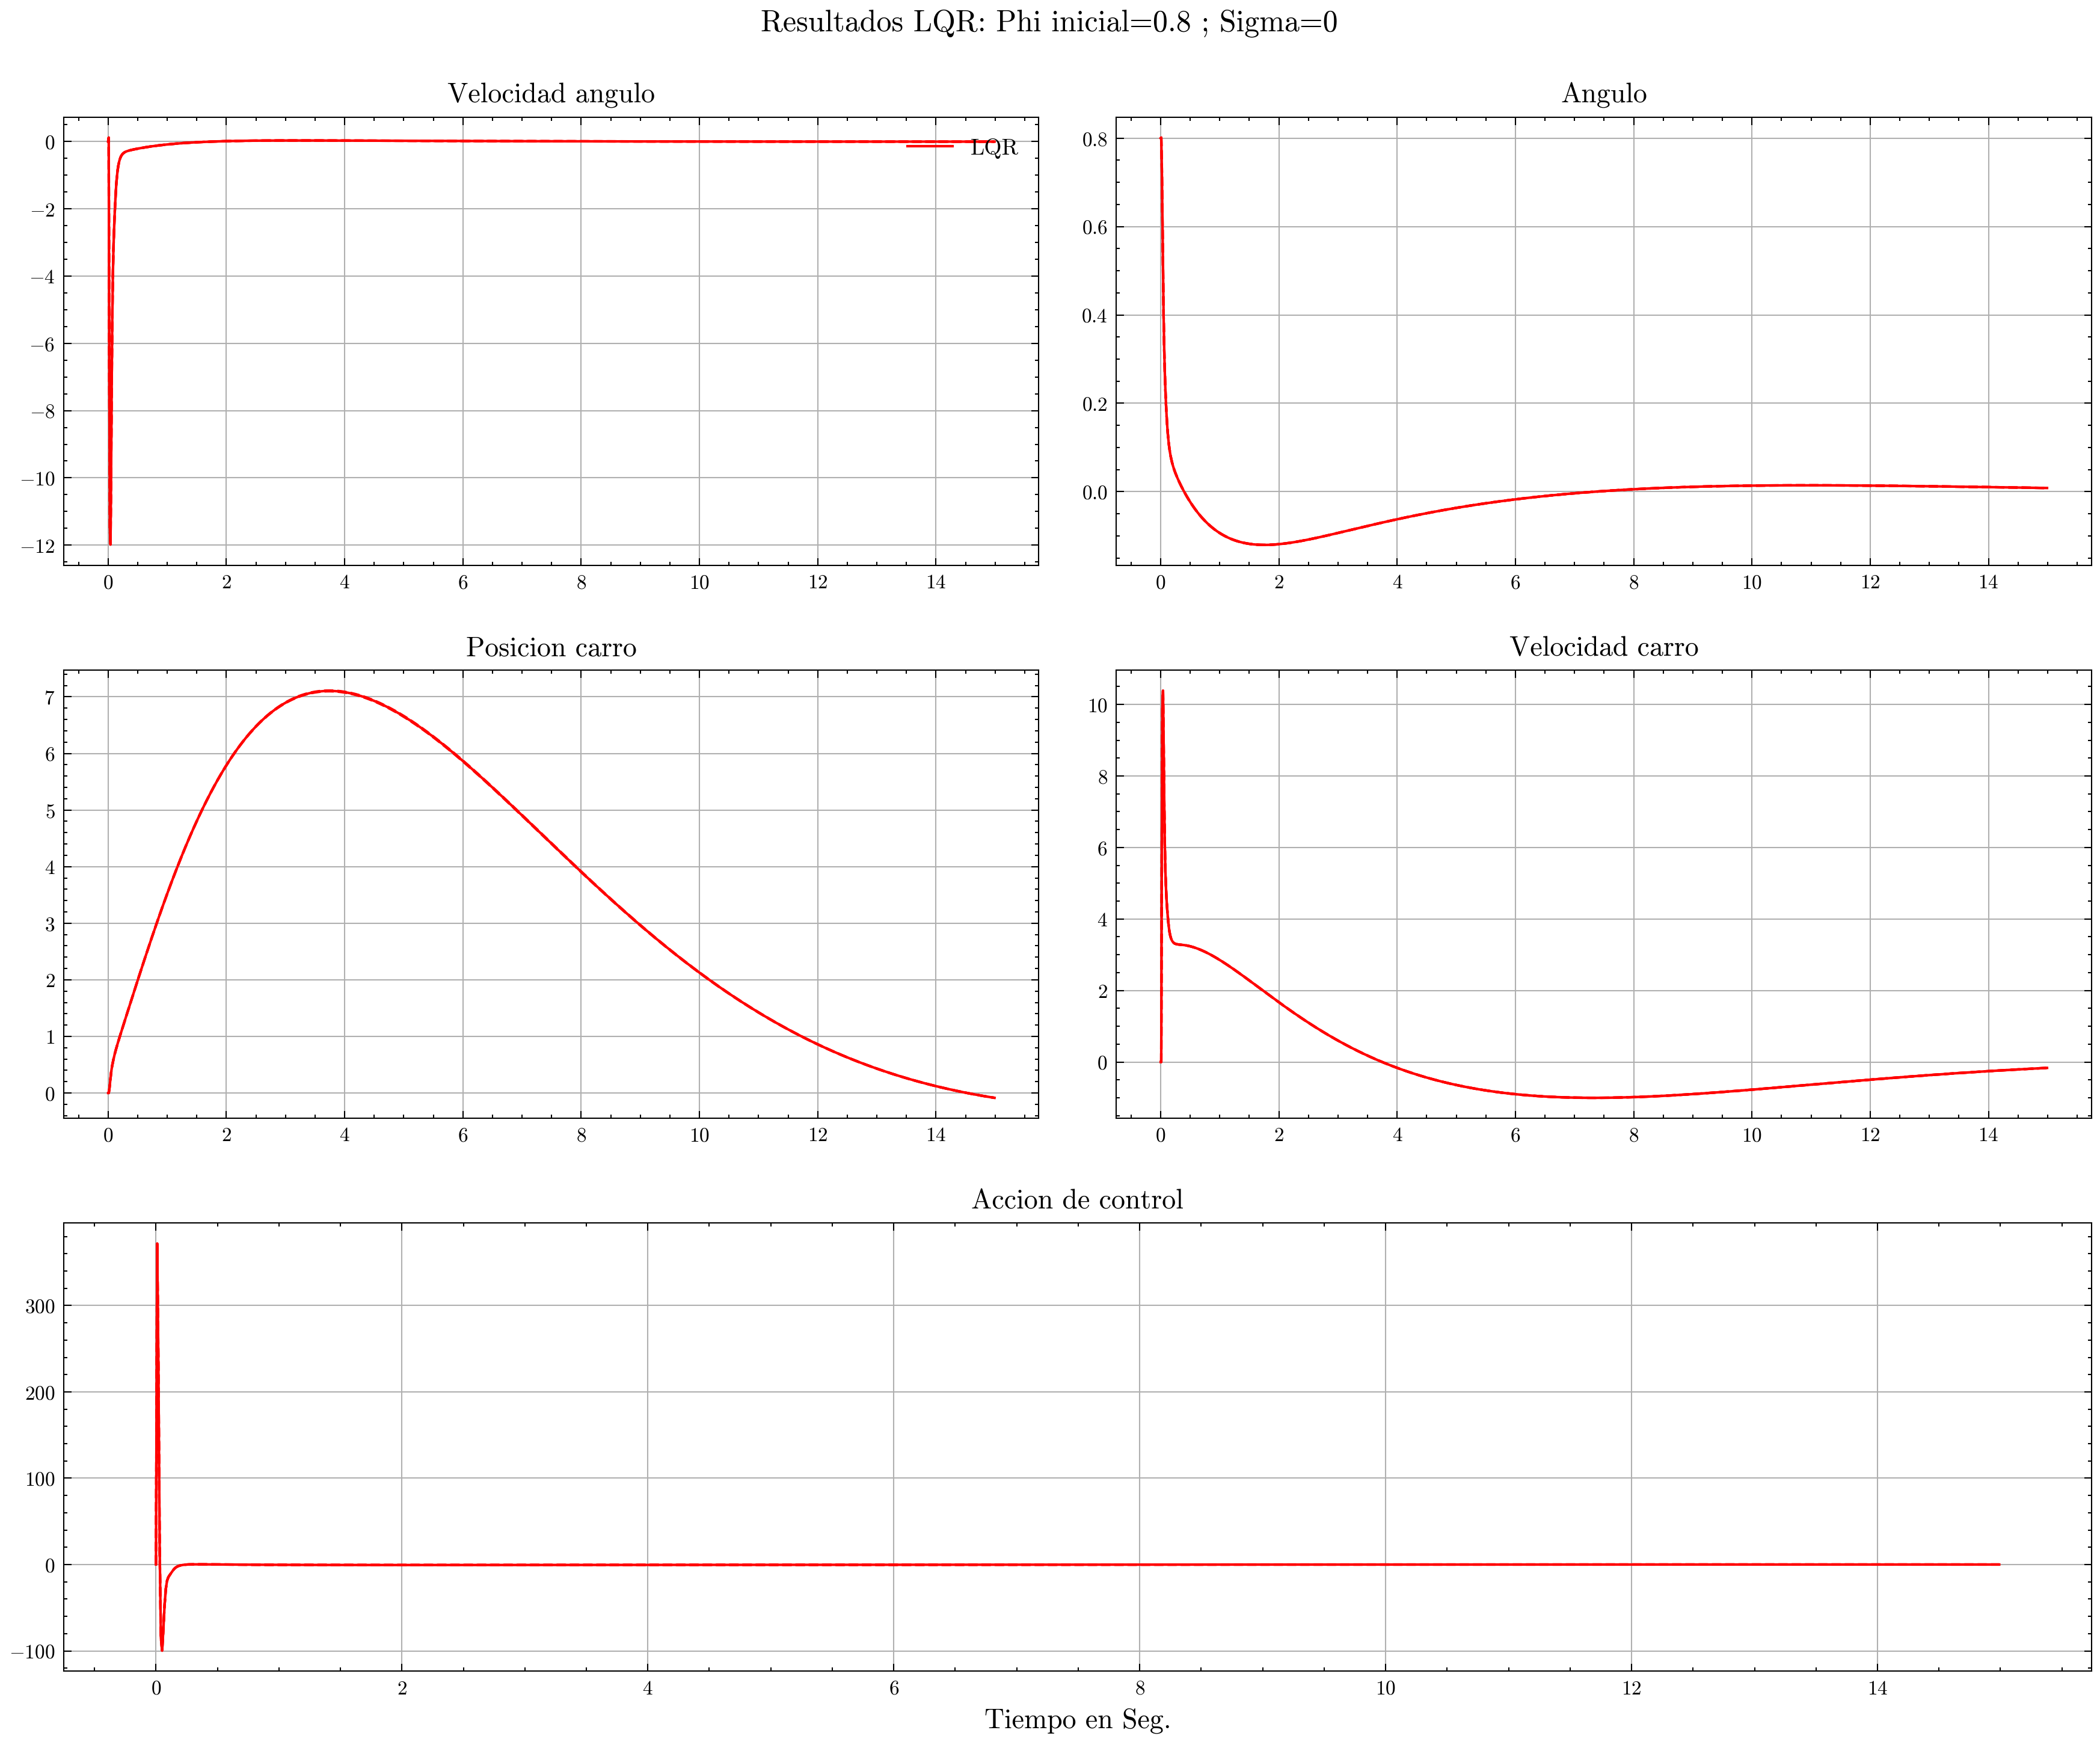 Resultados LQR: Phi inicial=0.8 ; Sigma=0
Velocidad angulo
0
−2
−4
−6
−8
−10
−12
LQR
0 2 4 6 8 10 12 14
Angulo
0.8
0.6
0.4
0.2
0.0
0 2 4 6 8 10 12 14
Posicion carro
7
6
5
4
3
2
1
0
0 2 4 6 8 10 12 14
Velocidad carro
10
8
6
4
2
0
0 2 4 6 8 10 12 14
Accion de control
300
200
100
0
−100
0 2 4 6 8 10 12 14
Tiempo en Seg.